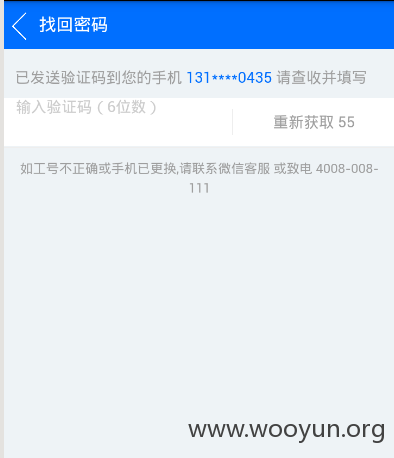 找回密码
已发送验证码到您的手机 131****0435 请查收并填写
输入验证码（6位数）
重新获取 55
如工号不正确或手机已更换,请联系微信客服 或致电 4008-008-
111
www.wooyun.org